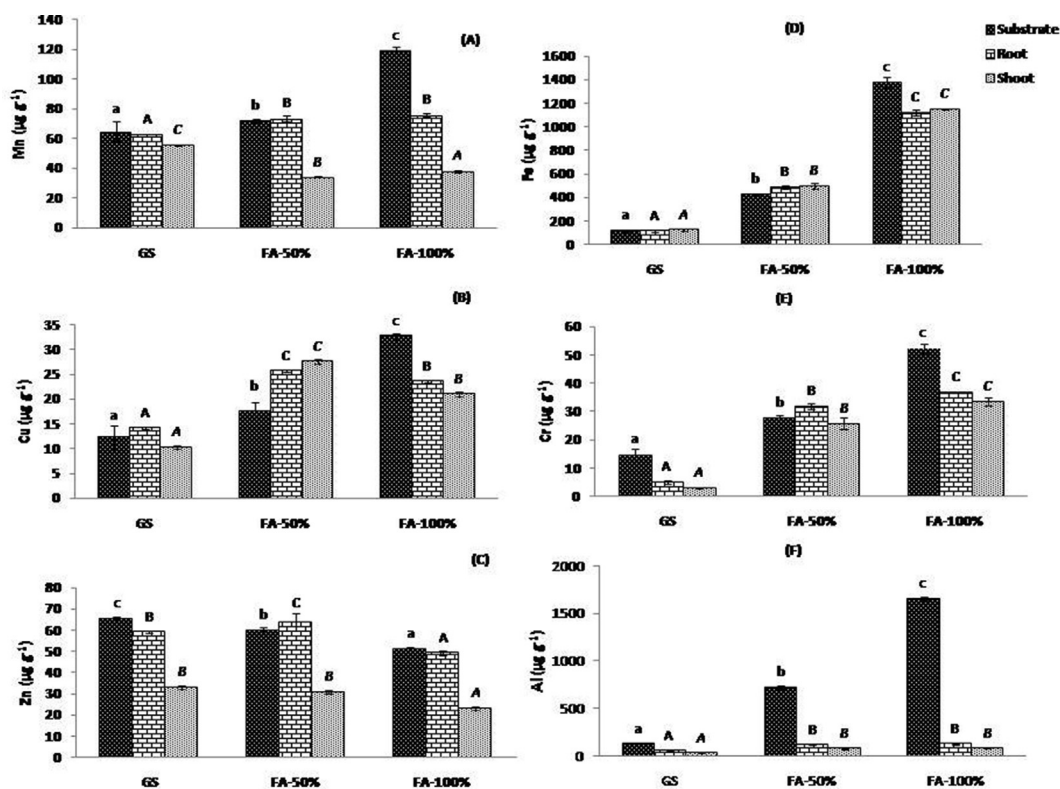 (A)
Mn (µg g⁻¹)
140
120
100
80
60
40
20
0
a A C
b B B
c B A
GS FA-50% FA-100%
(D)
Fe (µg g⁻¹)
1600
1400
1200
1000
800
600
400
200
0
a A A
b B B
c C C
GS FA-50% FA-100%
Substrate
Root
Shoot
(B)
Cu (µg g⁻¹)
35
30
25
20
15
10
5
0
a A A
b C C
c B B
GS FA-50% FA-100%
(E)
Cr (µg g⁻¹)
60
50
40
30
20
10
0
a A A
b B B
c C C
GS FA-50% FA-100%
(C)
Zn (µg g⁻¹)
80
70
60
50
40
30
20
10
0
c B B
b C B
a A A
GS FA-50% FA-100%
(F)
Al (µg g⁻¹)
2000
1500
1000
500
0
a A A
b B B
c B B
GS FA-50% FA-100%